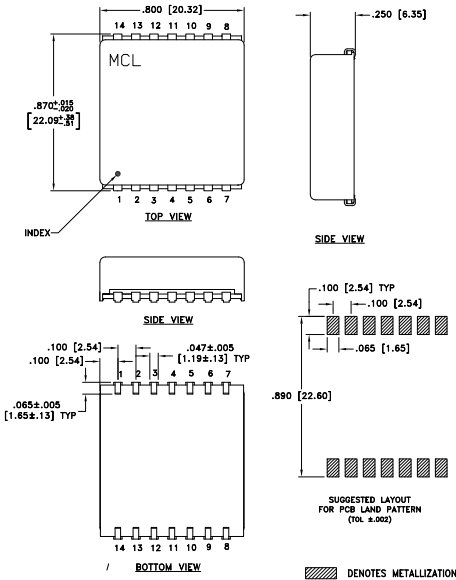 .800 [20.32]
.250 [6.35]
14 13 12 11 10 9 8
MCL
.870+.015 -.020
[22.09+.38 -.51]
1 2 3 4 5 6 7
TOP VIEW
INDEX
SIDE VIEW
SIDE VIEW
.100 [2.54] TYP
.100 [2.54]
.065 [1.65]
.890 [22.60]
.100 [2.54]
.047±.005
[1.19±.13] TYP
.100 [2.54]
1 2 3 4 5 6 7
.065±.005
[1.65±.13] TYP
SUGGESTED LAYOUT
FOR PCB LAND PATTERN
(TOL ±.002)
14 13 12 11 10 9 8
BOTTOM VIEW
DENOTES METALLIZATION